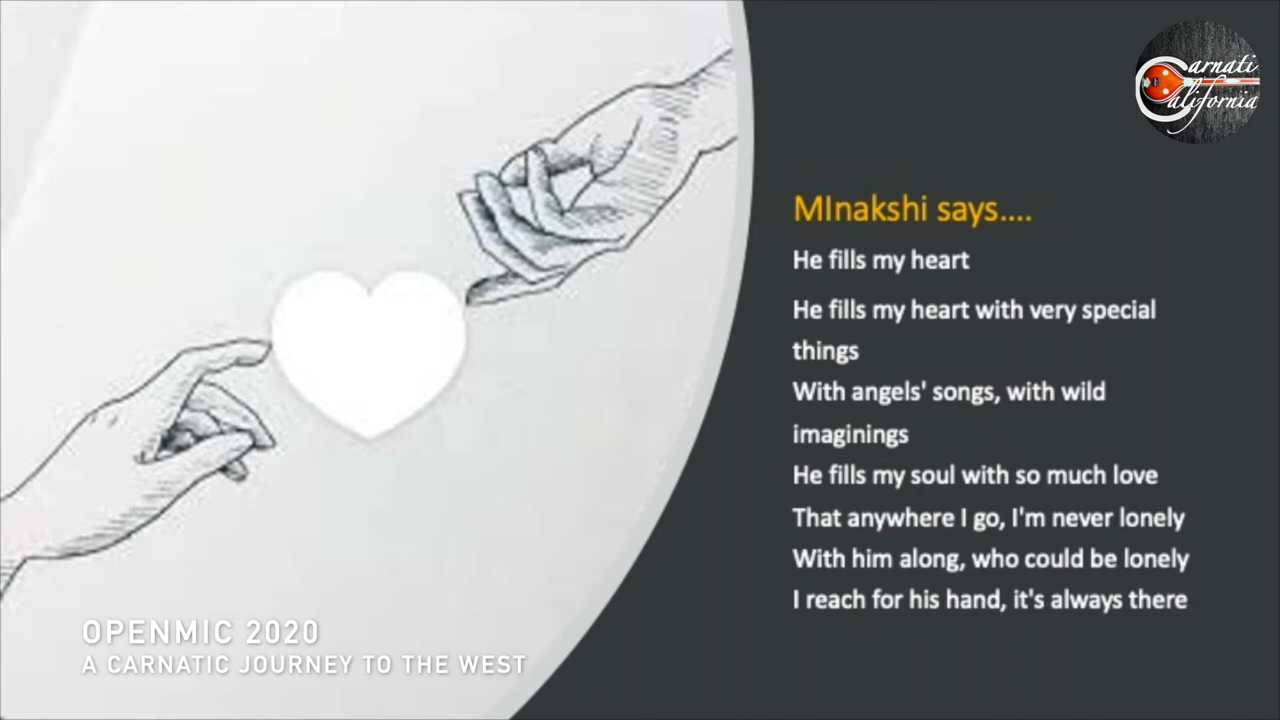 Carnati
California
MInakshi says....
He fills my heart
He fills my heart with very special
things
With angels' songs, with wild
imaginings
He fills my soul with so much love
That anywhere I go, I'm never lonely
With him along, who could be lonely
I reach for his hand, it's always there
OPENMIC 2020
A CARNATIC JOURNEY TO THE WEST